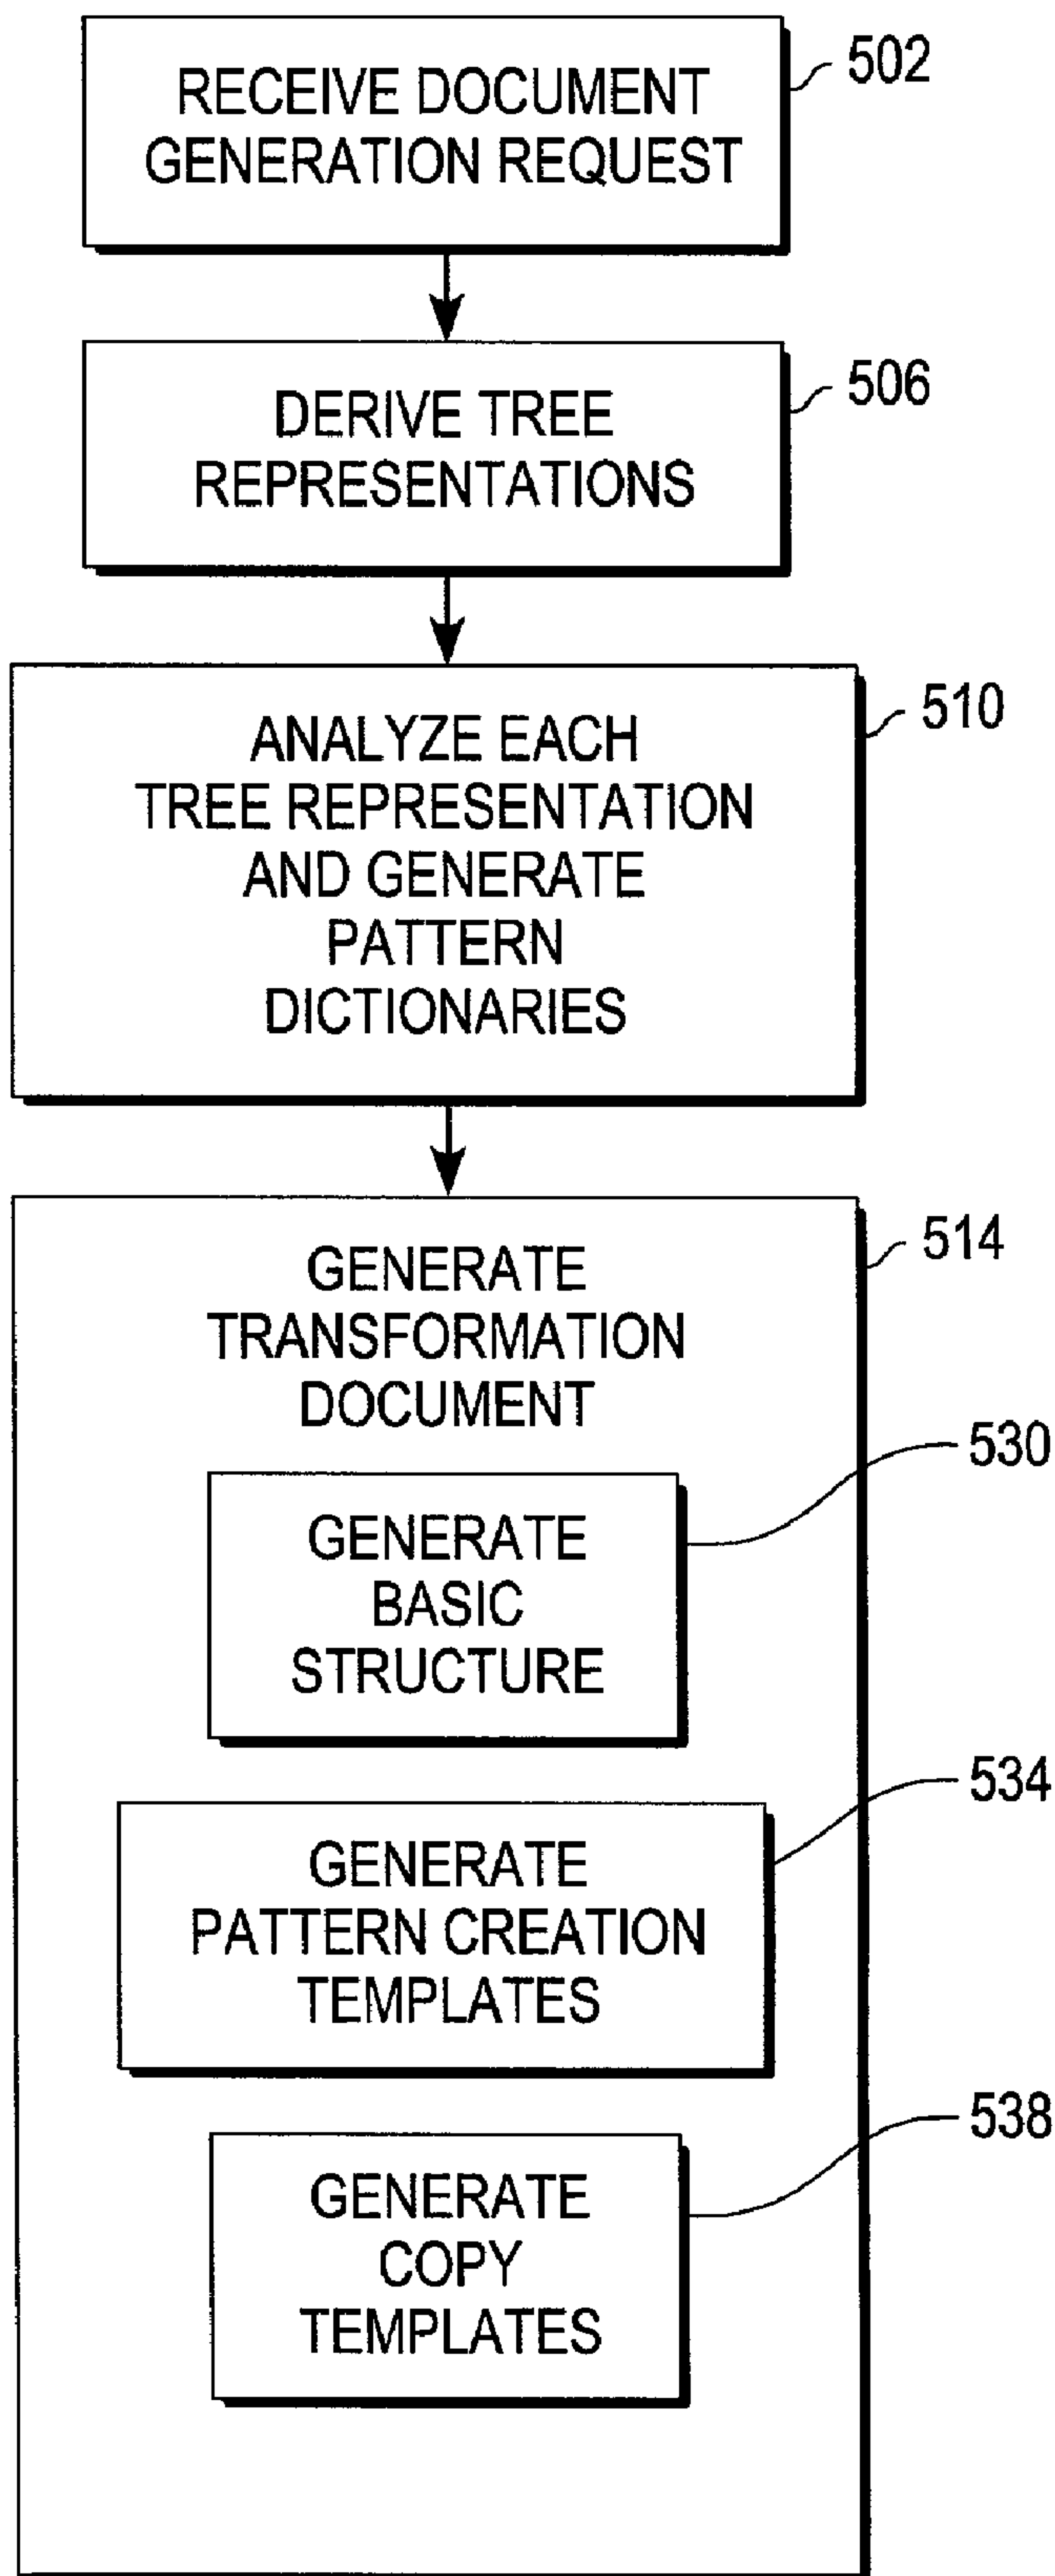 RECEIVE DOCUMENT
GENERATION REQUEST
502
DERIVE TREE
REPRESENTATIONS
506
ANALYZE EACH
TREE REPRESENTATION
AND GENERATE
PATTERN
DICTIONARIES
510
GENERATE
TRANSFORMATION
DOCUMENT
514
GENERATE
BASIC
STRUCTURE
530
GENERATE
PATTERN CREATION
TEMPLATES
534
GENERATE
COPY
TEMPLATES
538